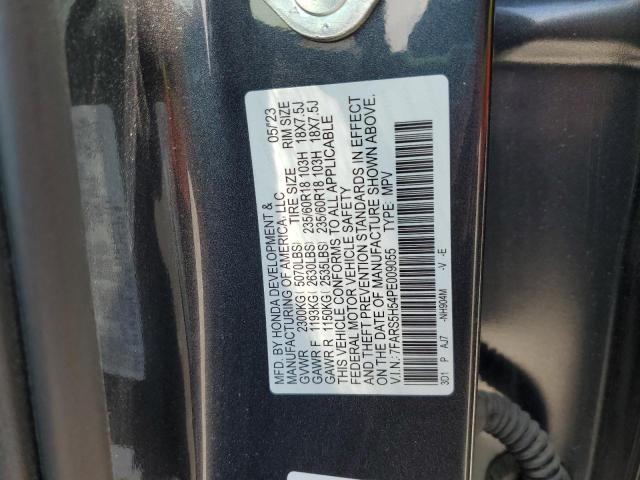 MFD. BY HONDA DEVELOPMENT & 05/'23
MANUFACTURING OF AMERICA, LLC
TIRE SIZE RIM SIZE
GVWR 2300KG( 5070LBS)
GAWR F 1193KG( 2630LBS) 235/60R18 103H 18X7.5J
GAWR R 1150KG( 2535LBS) 235/60R18 103H 18X7.5J
THIS VEHICLE CONFORMS TO ALL APPLICABLE
FEDERAL MOTOR VEHICLE SAFETY
AND THEFT PREVENTION STANDARDS IN EFFECT
ON THE DATE OF MANUFACTURE SHOWN ABOVE.
V.I.N.: 7FARS5H54PE009055 TYPE: MPV
3D1 P AJ7 -NH904M -V -E